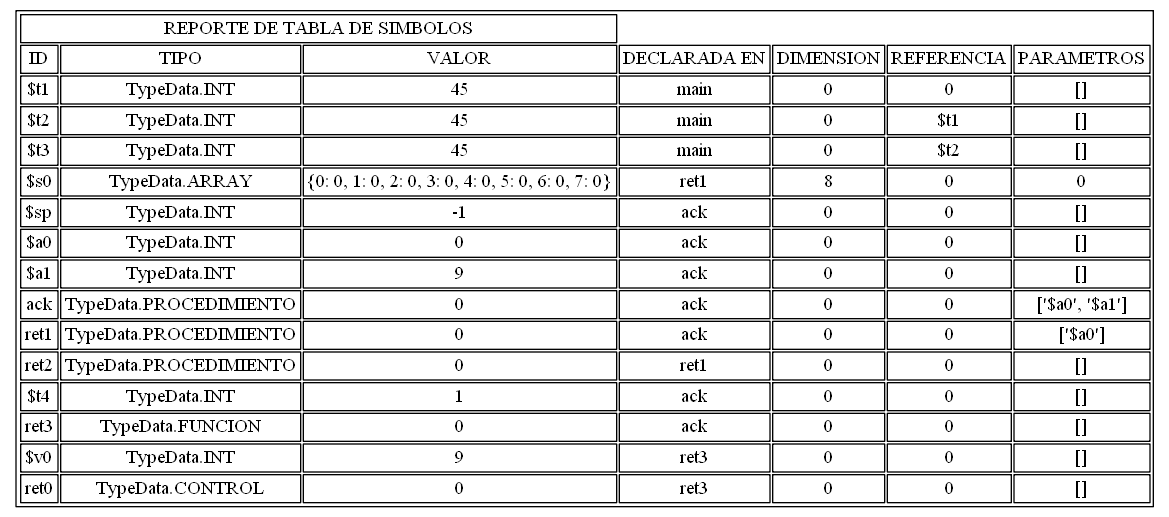 REPORTE DE TABLA DE SIMBOLOS
ID TIPO VALOR DECLARADA EN DIMENSION REFERENCIA PARAMETROS
$t1 TypeData.INT 45 main 0 0 []
$t2 TypeData.INT 45 main 0 $t1 []
$t3 TypeData.INT 45 main 0 $t2 []
$s0 TypeData.ARRAY {0: 0, 1: 0, 2: 0, 3: 0, 4: 0, 5: 0, 6: 0, 7: 0} ret1 8 0 0
$sp TypeData.INT -1 ack 0 0 []
$a0 TypeData.INT 0 ack 0 0 []
$a1 TypeData.INT 9 ack 0 0 []
ack TypeData.PROCEDIMIENTO 0 ack 0 0 ['$a0', '$a1']
ret1 TypeData.PROCEDIMIENTO 0 ack 0 0 ['$a0']
ret2 TypeData.PROCEDIMIENTO 0 ret1 0 0 []
$t4 TypeData.INT 1 ack 0 0 []
ret3 TypeData.FUNCION 0 ack 0 0 []
$v0 TypeData.INT 9 ret3 0 0 []
ret0 TypeData.CONTROL 0 ret3 0 0 []